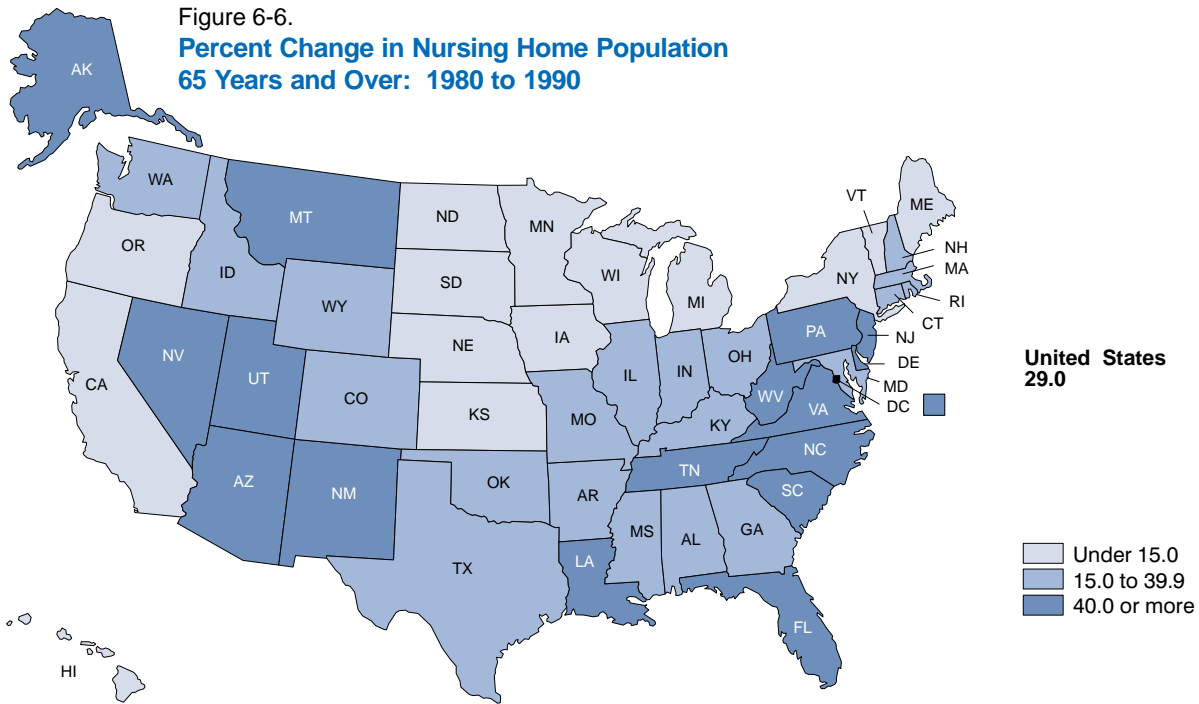 Figure 6-6.
Percent Change in Nursing Home Population
65 Years and Over: 1980 to 1990
AK
WA
MT
ND
MN
VT
ME
OR
ID
SD
WI
NY
NH
MA
WY
MI
RI
CT
NV
NE
IA
PA
NJ
OH
DE
CA
UT
CO
IL
IN
MD
WV
DC
KS
MO
KY
VA
AZ
NM
OK
AR
TN
NC
SC
MS
AL
GA
TX
LA
FL
HI
United States
29.0
Under 15.0
15.0 to 39.9
40.0 or more